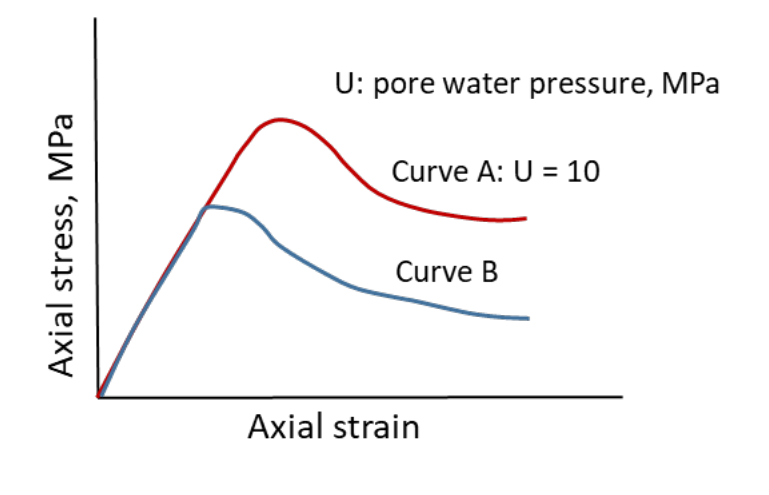 U: pore water pressure, MPa
Curve A: U = 10
Curve B
Axial stress, MPa
Axial strain